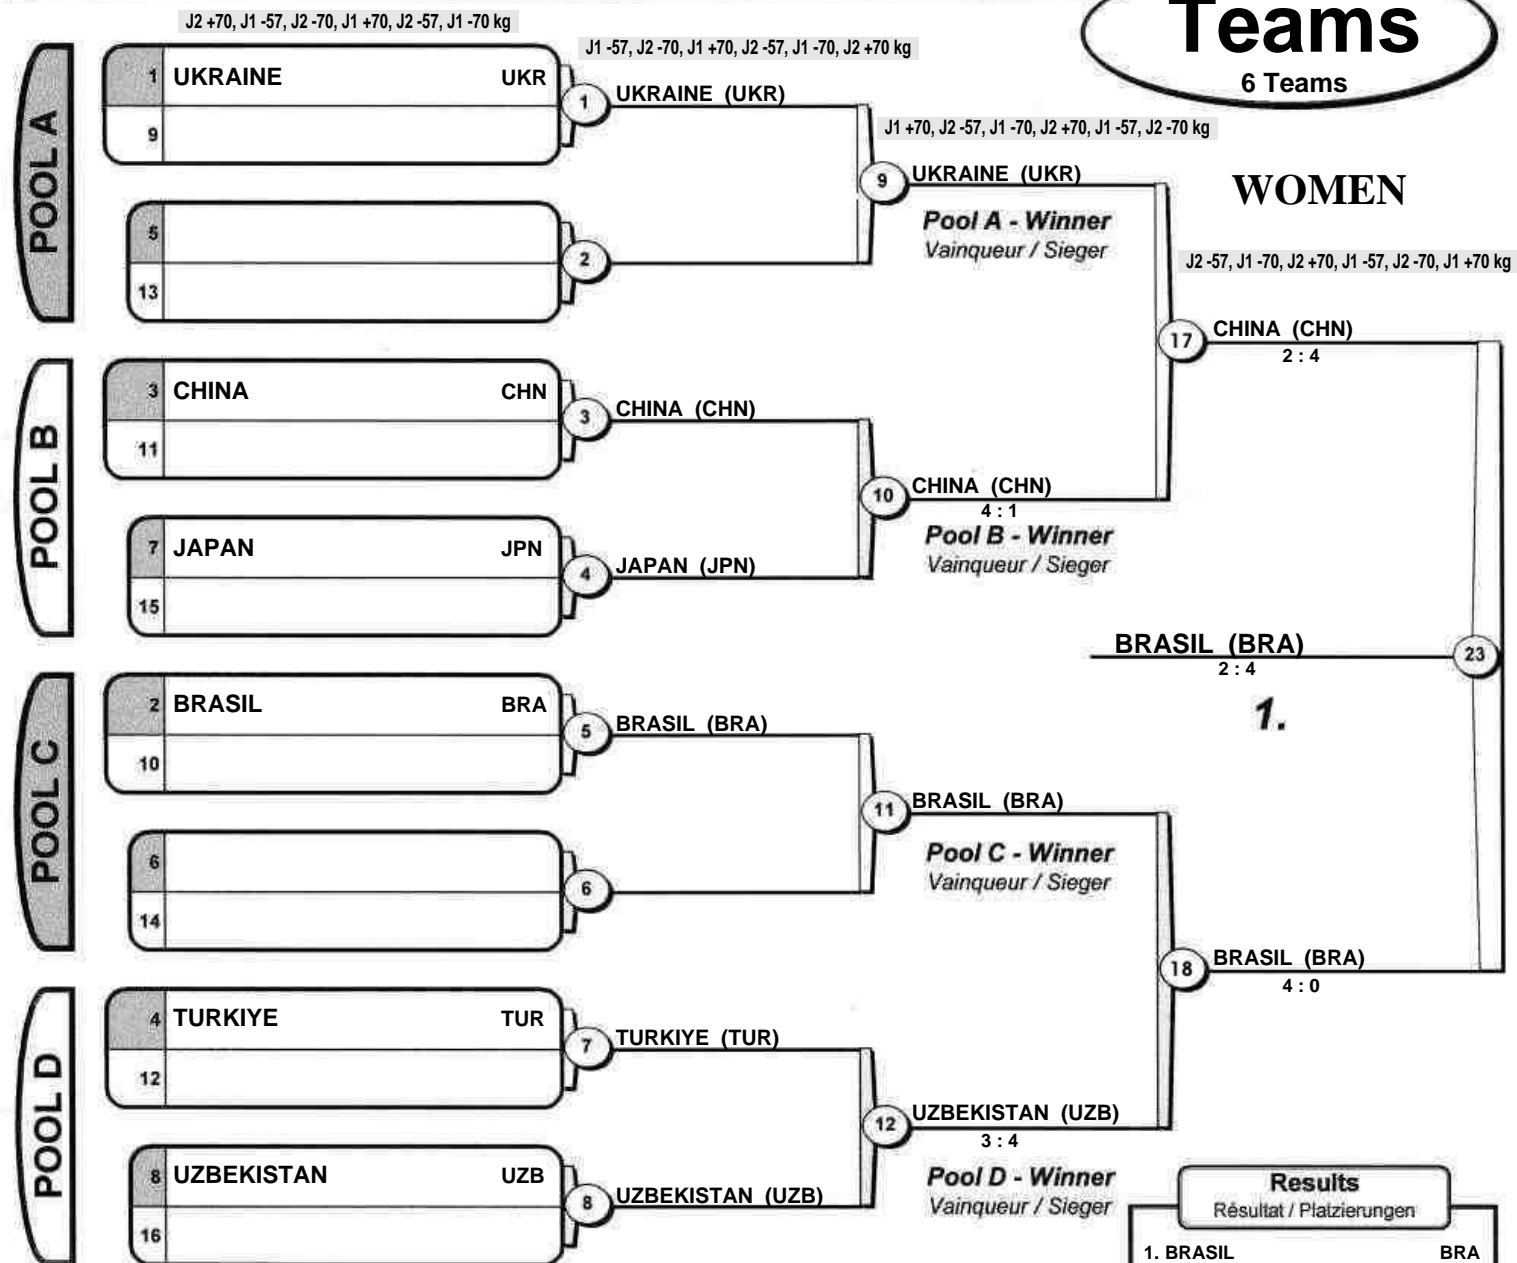 Teams
6 Teams
WOMEN
J2 +70, J1 -57, J2 -70, J1 +70, J2 -57, J1 -70 kg
J1 -57, J2 -70, J1 +70, J2 -57, J1 -70, J2 +70 kg
J1 +70, J2 -57, J1 -70, J2 +70, J1 -57, J2 -70 kg
J2 -57, J1 -70, J2 +70, J1 -57, J2 -70, J1 +70 kg
POOL A
1 UKRAINE UKR
9
1 UKRAINE (UKR)
5
13
2
9 UKRAINE (UKR)
Pool A - Winner
Vainqueur / Sieger
17 CHINA (CHN)
2 : 4
POOL B
3 CHINA CHN
11
3 CHINA (CHN)
7 JAPAN JPN
15
4 JAPAN (JPN)
10 CHINA (CHN)
4 : 1
Pool B - Winner
Vainqueur / Sieger
BRASIL (BRA) 23
2 : 4
1.
POOL C
2 BRASIL BRA
10
5 BRASIL (BRA)
6
14
6
11 BRASIL (BRA)
Pool C - Winner
Vainqueur / Sieger
18 BRASIL (BRA)
4 : 0
POOL D
4 TURKIYE TUR
12
7 TURKIYE (TUR)
8 UZBEKISTAN UZB
16
8 UZBEKISTAN (UZB)
12 UZBEKISTAN (UZB)
3 : 4
Pool D - Winner
Vainqueur / Sieger
Results
Résultat / Platzierungen
1. BRASIL BRA